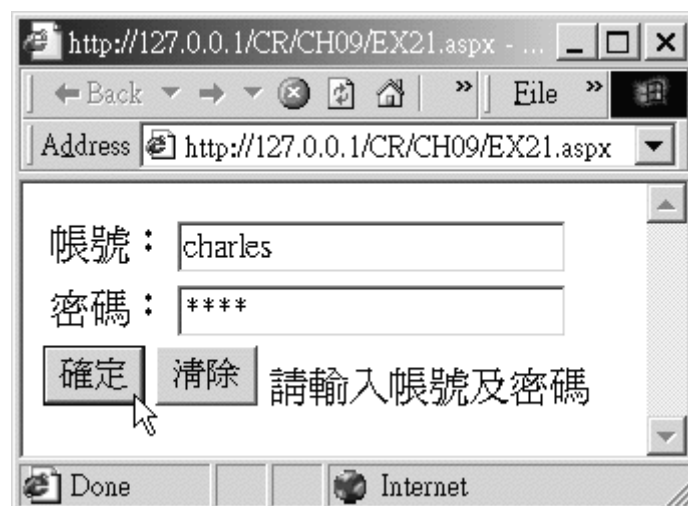 http://127.0.0.1/CR/CH09/EX21.aspx - ...
Back » File »
Address http://127.0.0.1/CR/CH09/EX21.aspx
帳號：charles
密碼：****
確定 清除 請輸入帳號及密碼
Done Internet